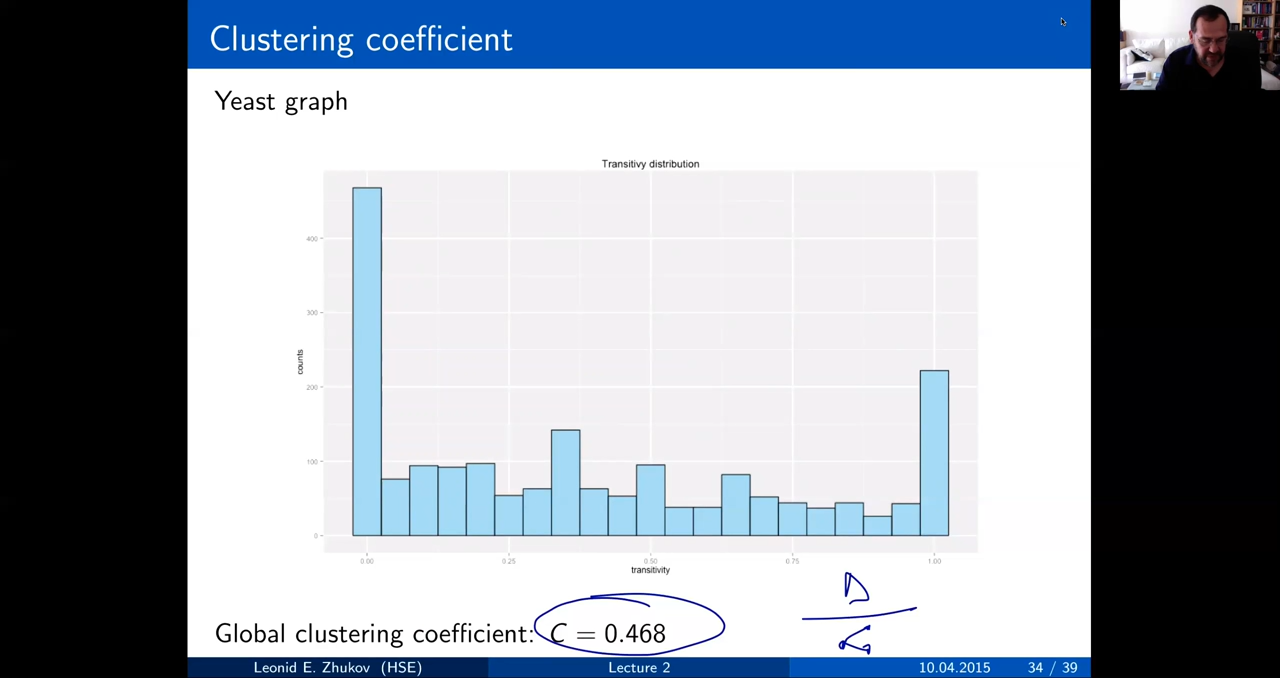 Clustering coefficient
Yeast graph
Transitivy distribution
counts
400
300
200
100
0
0.00 0.25 0.50 0.75 1.00
transitivity
Global clustering coefficient: C = 0.468
Leonid E. Zhukov (HSE) Lecture 2 10.04.2015 34 / 39